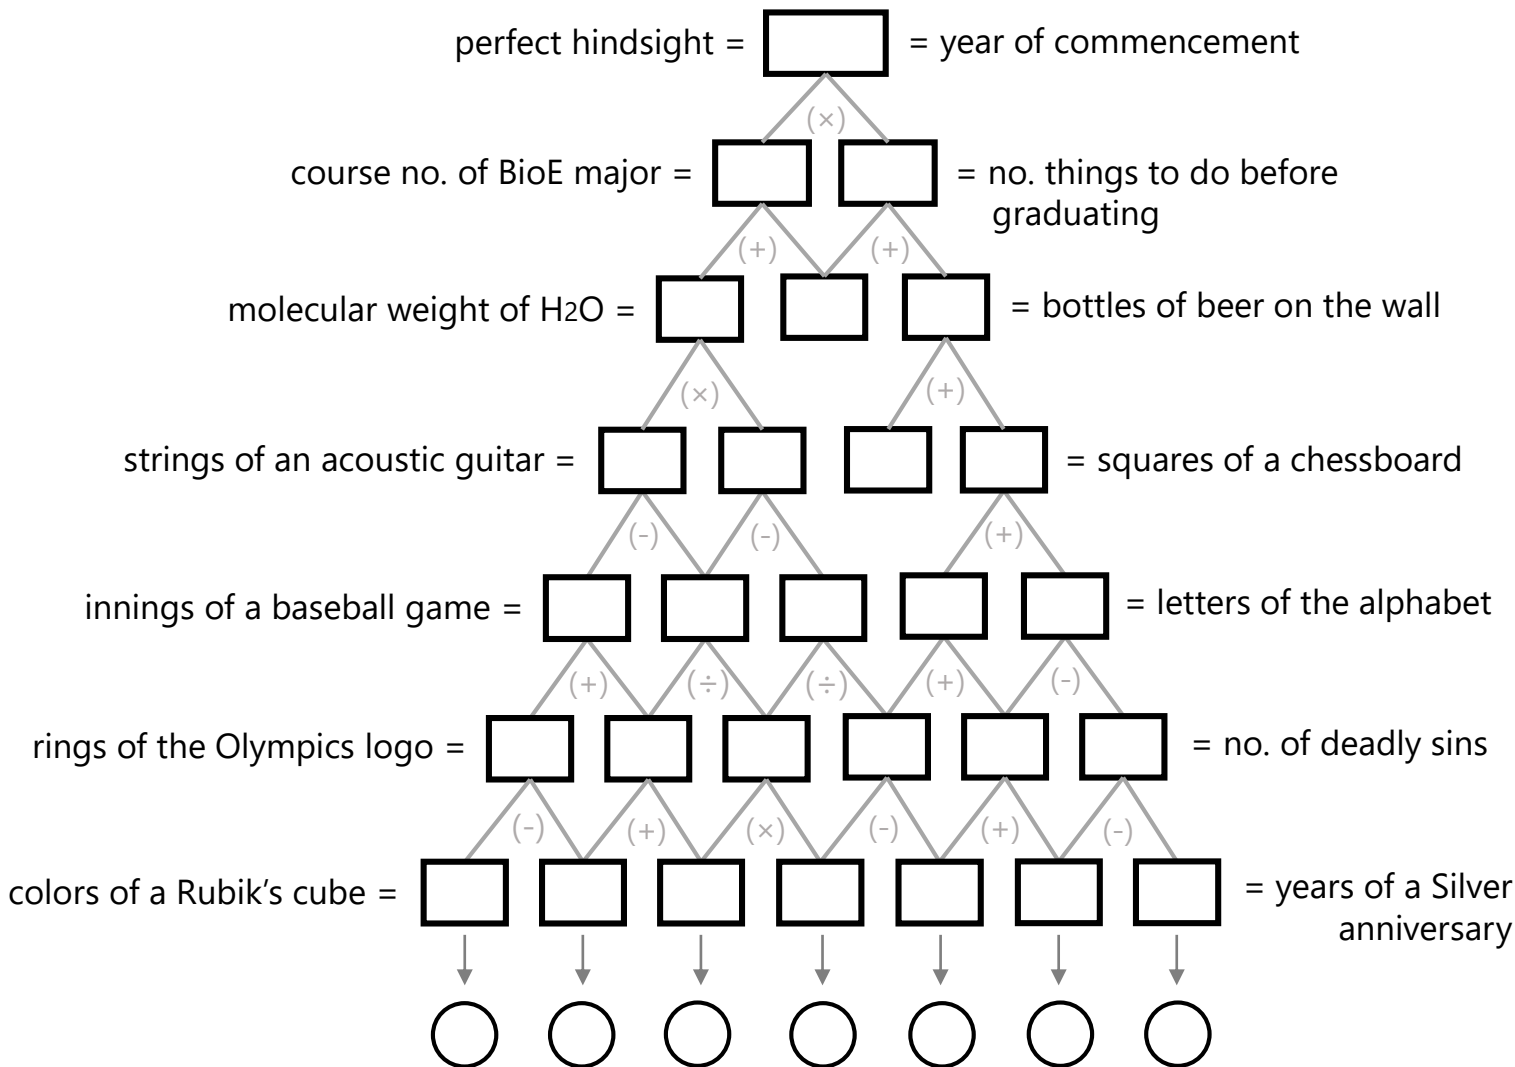 perfect hindsight = = year of commencement
(×)
course no. of BioE major = = no. things to do before
graduating
(+) (+)
molecular weight of H2O = = bottles of beer on the wall
(×) (+)
strings of an acoustic guitar = = squares of a chessboard
(-) (-) (+)
innings of a baseball game = = letters of the alphabet
(+) (÷) (÷) (+) (-)
rings of the Olympics logo = = no. of deadly sins
(-) (+) (×) (-) (+) (-)
colors of a Rubik’s cube = = years of a Silver
anniversary